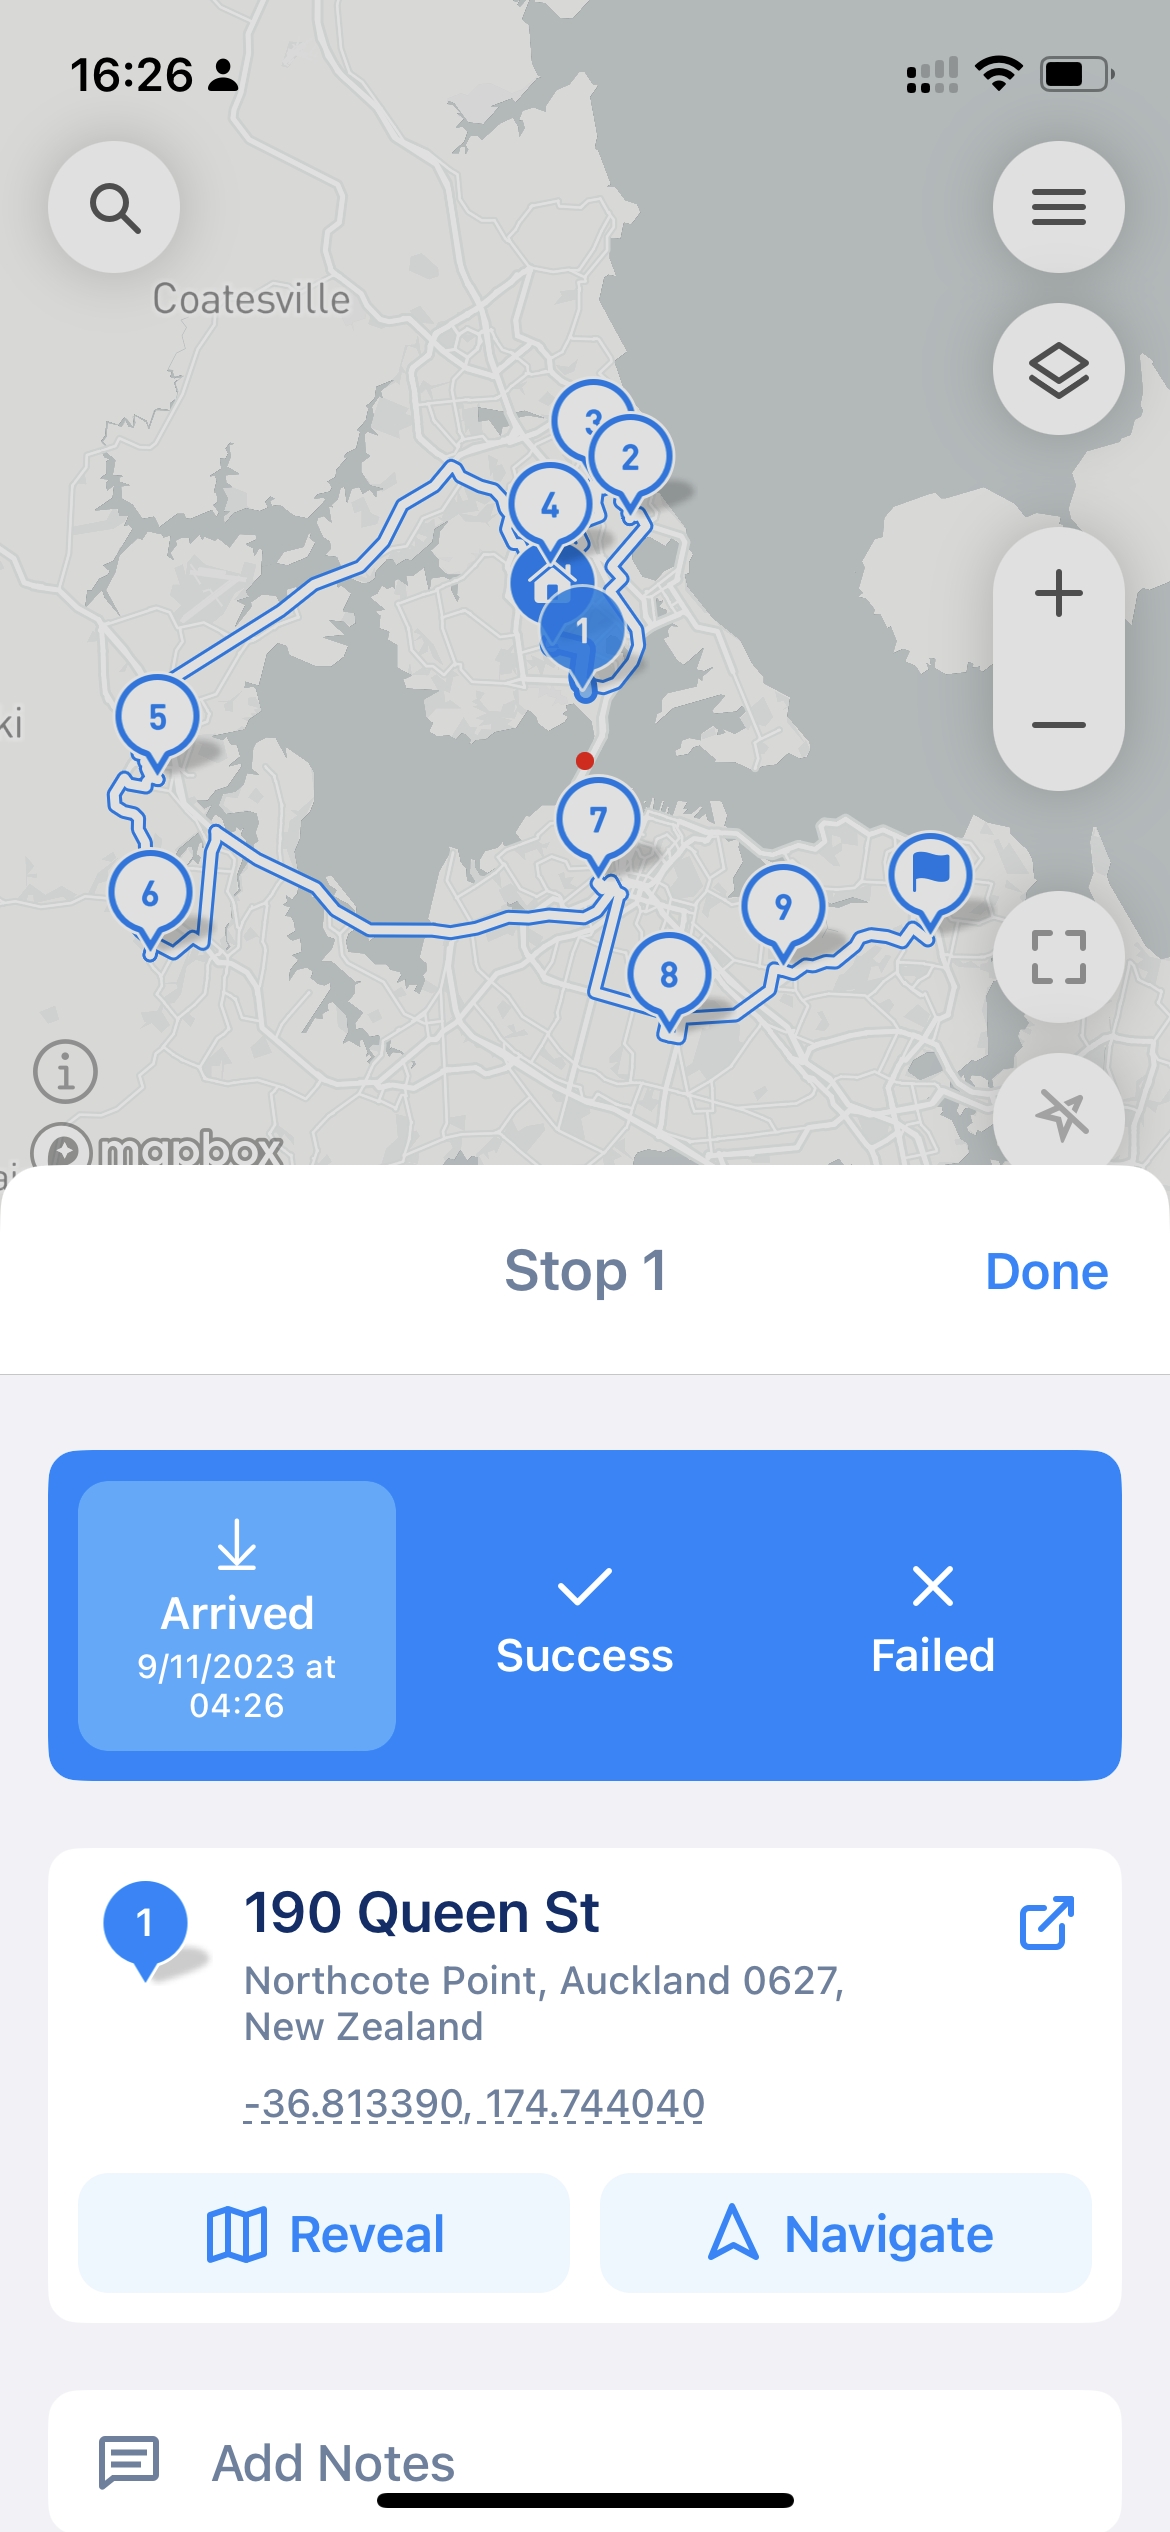 16:26
Coatesville
3
2
4
1
5
ki
7
6
9
8
i
mapbox
Stop 1
Done
Arrived
9/11/2023 at
04:26
Success
Failed
1
190 Queen St
Northcote Point, Auckland 0627,
New Zealand
-36.813390, 174.744040
Reveal
Navigate
Add Notes